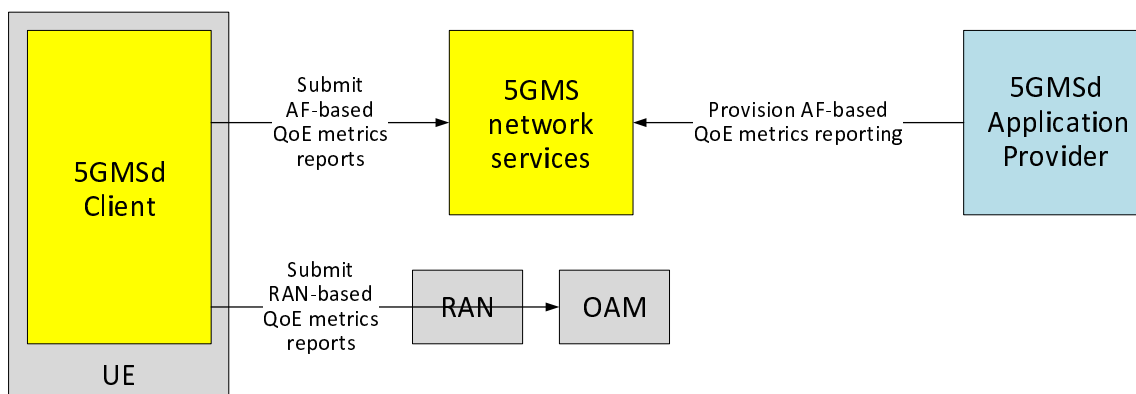 5GMSd
Client
UE
Submit
AF-based
QoE metrics
reports
5GMS
network
services
Provision AF-based
QoE metrics reporting
5GMSd
Application
Provider
Submit
RAN-based
QoE metrics
reports
RAN
OAM